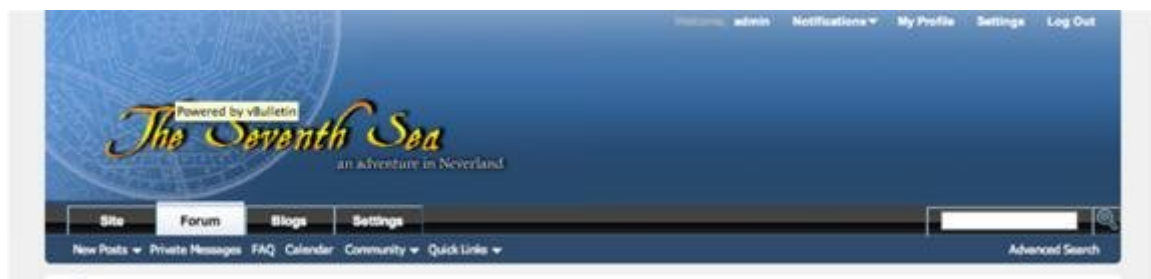 Welcome, admin Notifications My Profile Settings Log Out
Powered by vBulletin
The Seventh Sea
an adventure in Neverland
Site Forum Blogs Settings
New Posts Private Messages FAQ Calendar Community Quick Links Advanced Search